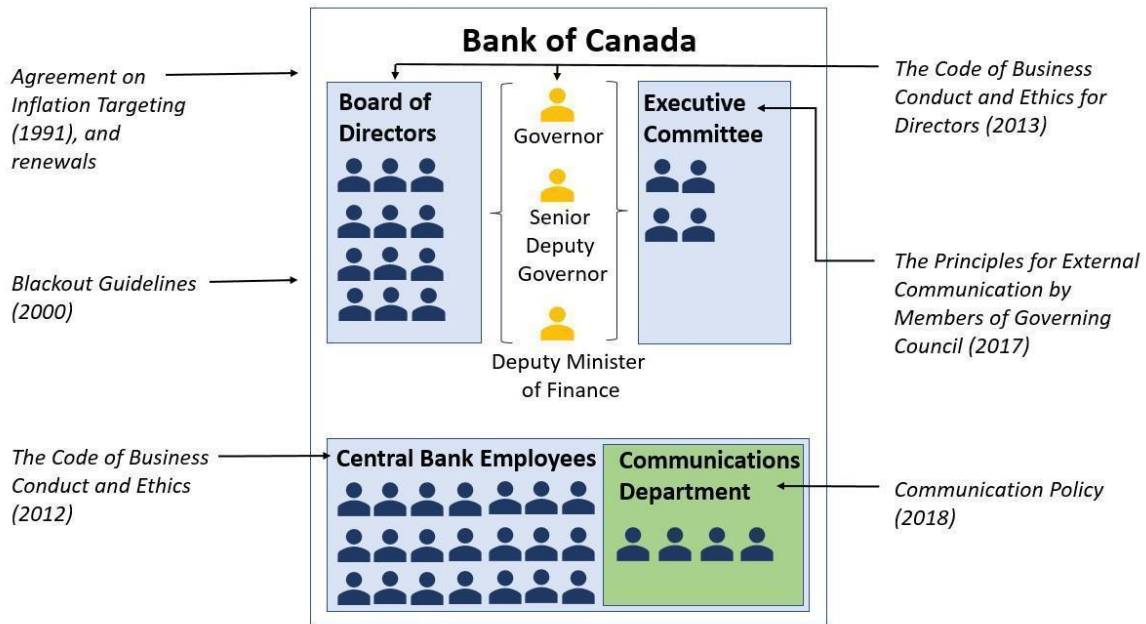 Bank of Canada
Agreement on
Inflation Targeting
(1991), and
renewals
Blackout Guidelines
(2000)
The Code of Business
Conduct and Ethics
(2012)
Board of
Directors
Governor
Senior
Deputy
Governor
Deputy Minister
of Finance
Executive
Committee
Central Bank Employees
Communications
Department
The Code of Business
Conduct and Ethics for
Directors (2013)
The Principles for External
Communication by
Members of Governing
Council (2017)
Communication Policy
(2018)